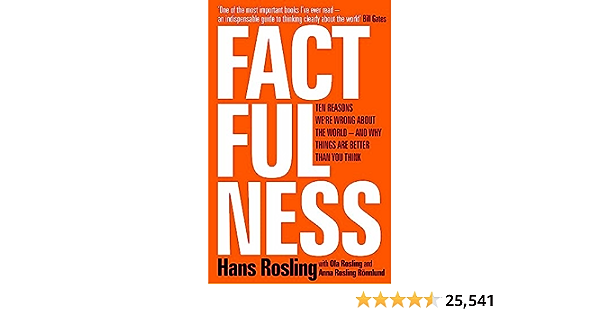 'One of the most important books I've ever read –
an indispensable guide to thinking clearly about the world' Bill Gates
FACT
TEN REASONS
WE'RE WRONG ABOUT
THE WORLD – AND WHY
THINGS ARE BETTER
THAN YOU THINK
FUL
NESS
Hans Rosling with Ola Rosling and
Anna Rosling Rönnlund
25,541